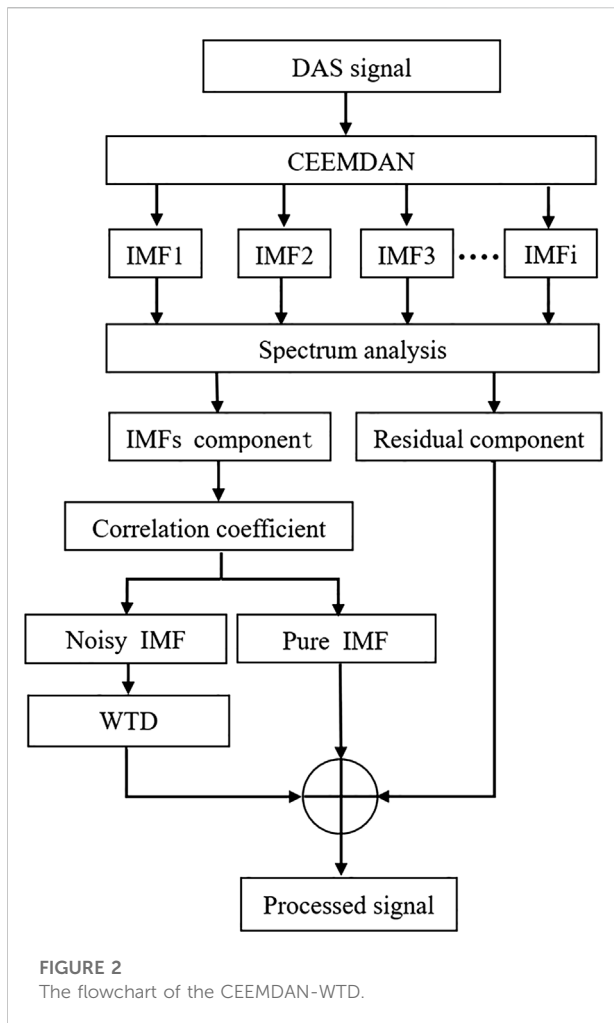 DAS signal
CEEMDAN
IMF1 IMF2 IMF3 .... IMFi
Spectrum analysis
IMFs component Residual component
Correlation coefficient
Noisy IMF Pure IMF
WTD
Processed signal
FIGURE 2
The flowchart of the CEEMDAN-WTD.